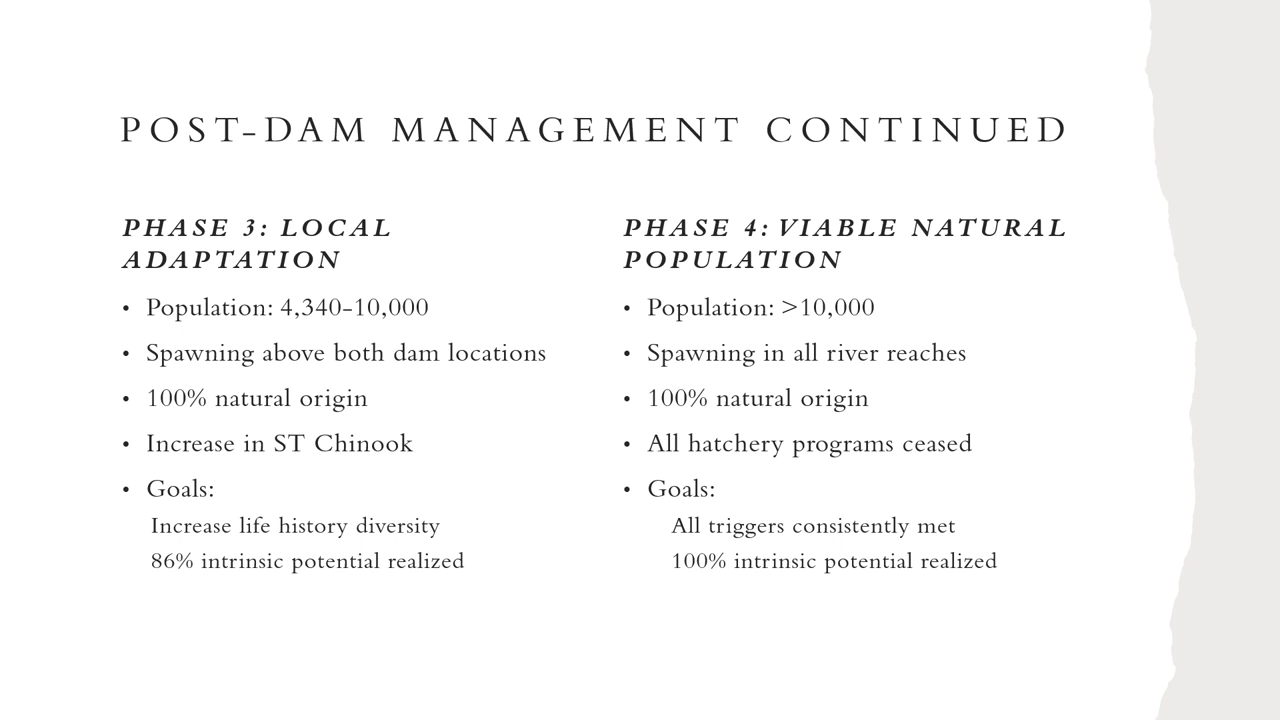 POST-DAM MANAGEMENT CONTINUED
PHASE 3: LOCAL
ADAPTATION
• Population: 4,340-10,000
• Spawning above both dam locations
• 100% natural origin
• Increase in ST Chinook
• Goals:
Increase life history diversity
86% intrinsic potential realized
PHASE 4: VIABLE NATURAL
POPULATION
• Population: >10,000
• Spawning in all river reaches
• 100% natural origin
• All hatchery programs ceased
• Goals:
All triggers consistently met
100% intrinsic potential realized